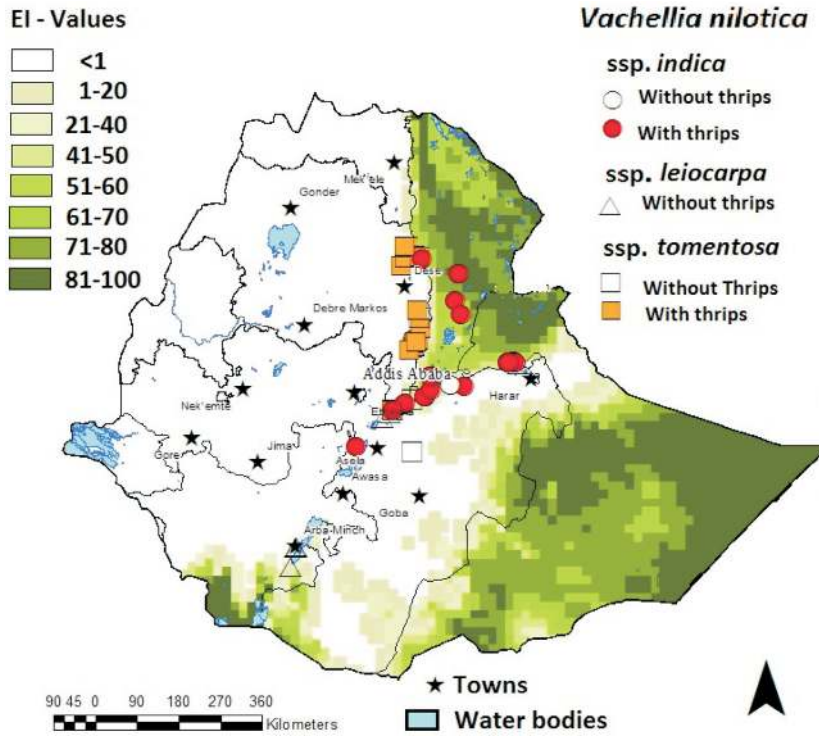 EI - Values
<1
1-20
21-40
41-50
51-60
61-70
71-80
81-100
Vachellia nilotica
ssp. indica
Without thrips
With thrips
ssp. leiocarpa
Without thrips
ssp. tomentosa
Without Thrips
With thrips
Mek'ele
Gonder
Dese
Debre Markos
Addis Ababa
Nek'emte
Harar
Gore
Jima
Asela
Awasa
Goba
Arba-Minch
90 45 0 90 180 270 360
Kilometers
Towns
Water bodies